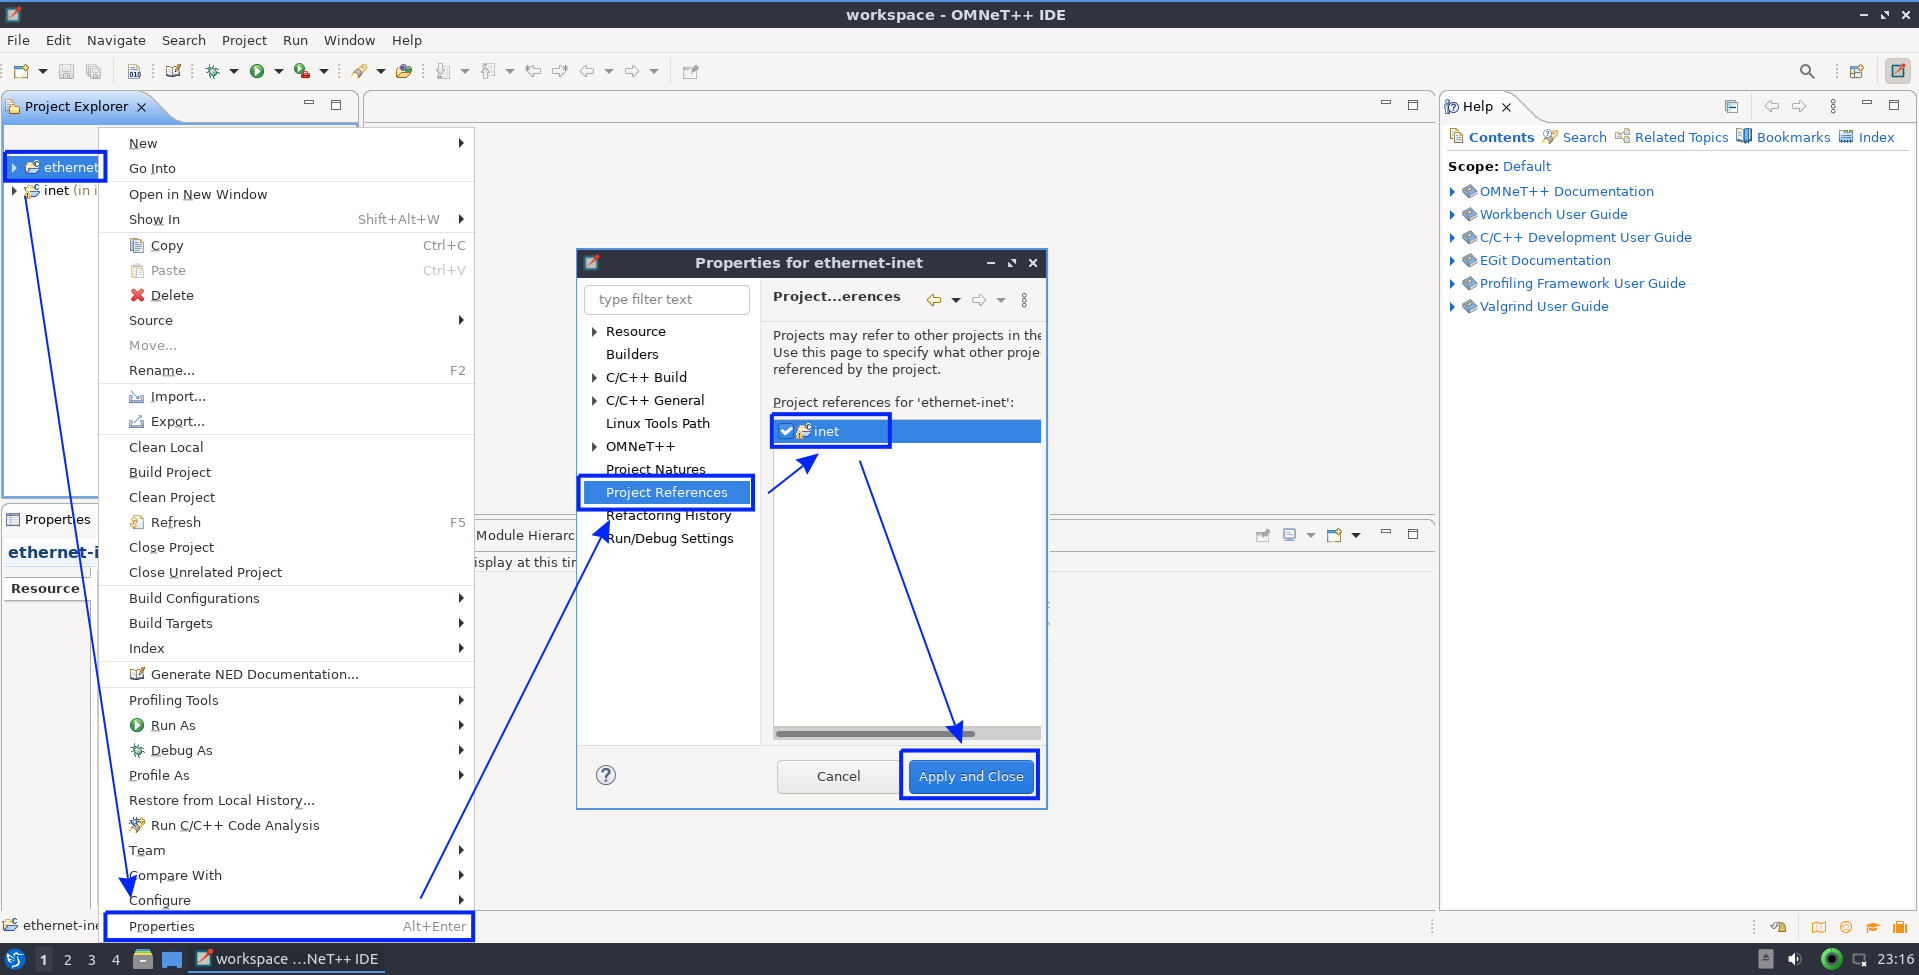 workspace - OMNeT++ IDE
File Edit Navigate Search Project Run Window Help
Project Explorer
ethernet
inet (in i
New
Go Into
Open in New Window
Show In Shift+Alt+W
Copy Ctrl+C
Paste Ctrl+V
Delete
Source
Move...
Rename... F2
Import...
Export...
Clean Local
Build Project
Clean Project
Refresh F5
Close Project
Close Unrelated Project
Build Configurations
Build Targets
Index
Generate NED Documentation...
Profiling Tools
Run As
Debug As
Profile As
Restore from Local History...
Run C/C++ Code Analysis
Team
Compare With
Configure
Properties Alt+Enter
Properties
ethernet-i
Resource
Module Hierarc
isplay at this tir
Properties for ethernet-inet
type filter text
Resource
Builders
C/C++ Build
C/C++ General
Linux Tools Path
OMNeT++
Project Natures
Project References
Refactoring History
Run/Debug Settings
Project...erences
Projects may refer to other projects in the
Use this page to specify what other proje
referenced by the project.
Project references for 'ethernet-inet':
inet
Cancel
Apply and Close
Help
Contents Search Related Topics Bookmarks Index
Scope: Default
OMNeT++ Documentation
Workbench User Guide
C/C++ Development User Guide
EGit Documentation
Profiling Framework User Guide
Valgrind User Guide
ethernet-ine
1 2 3 4 workspace ...NeT++ IDE 23:16